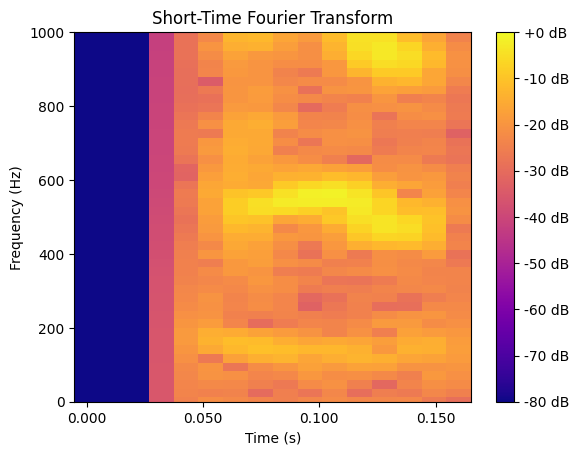 Short-Time Fourier Transform
1000
800
600
400
200
0
Frequency (Hz)
0.000
0.050
0.100
0.150
Time (s)
+0 dB
-10 dB
-20 dB
-30 dB
-40 dB
-50 dB
-60 dB
-70 dB
-80 dB